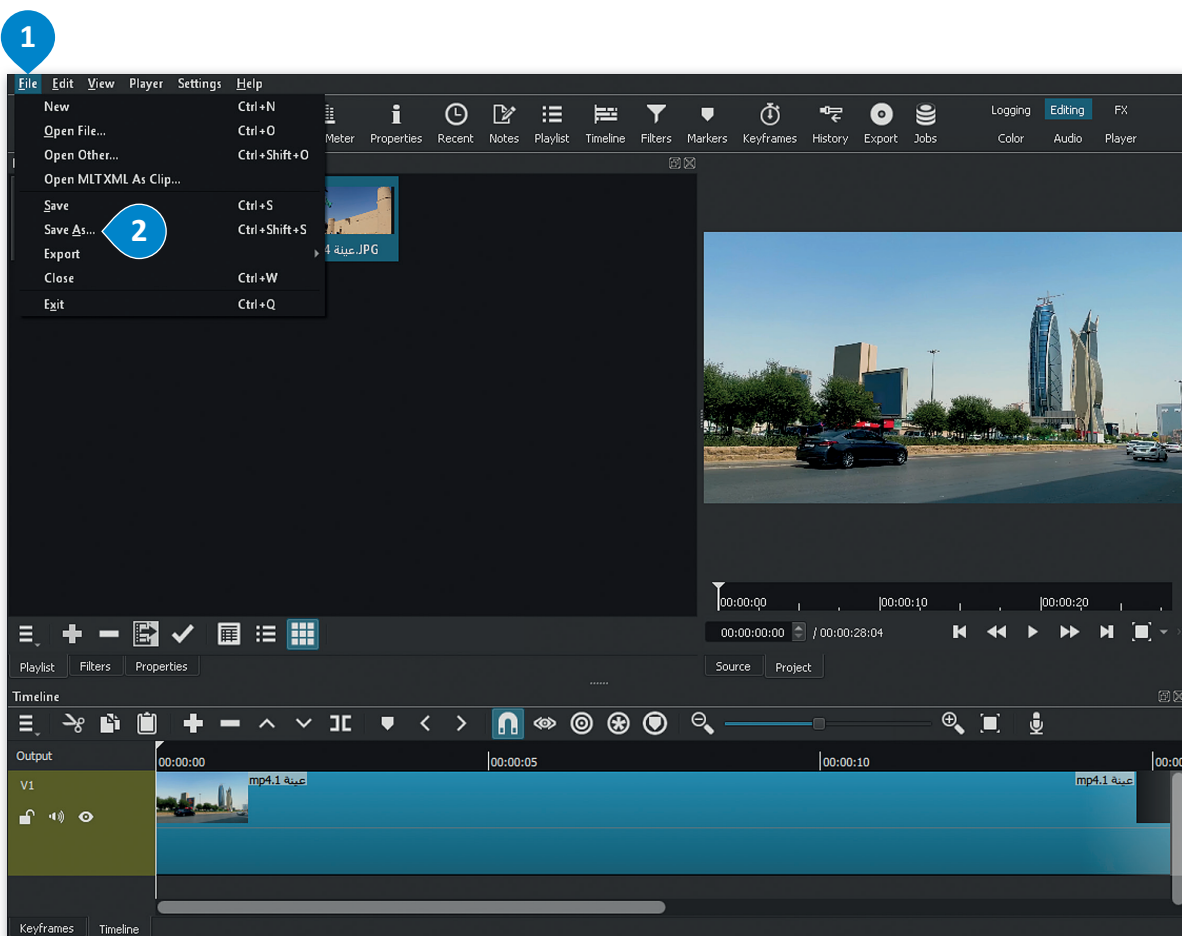 1
File Edit View Player Settings Help
New Ctrl+N
Open File... Ctrl+O
Open Other... Ctrl+Shift+O
Open MLT XML As Clip...
Save Ctrl+S
Save As... Ctrl+Shift+S
2
Export
Close Ctrl+W
Exit Ctrl+Q
Meter Properties Recent Notes Playlist Timeline Filters Markers Keyframes History Export Jobs
Logging Editing FX
Color Audio Player
عينة 4.JPG
00:00:00 00:00:10 00:00:20
00:00:00:00 / 00:00:28:04
Playlist Filters Properties
Source Project
Timeline
Output
00:00:00 00:00:05 00:00:10
V1
عينة 1.mp4 عينة 1.mp4
Keyframes Timeline